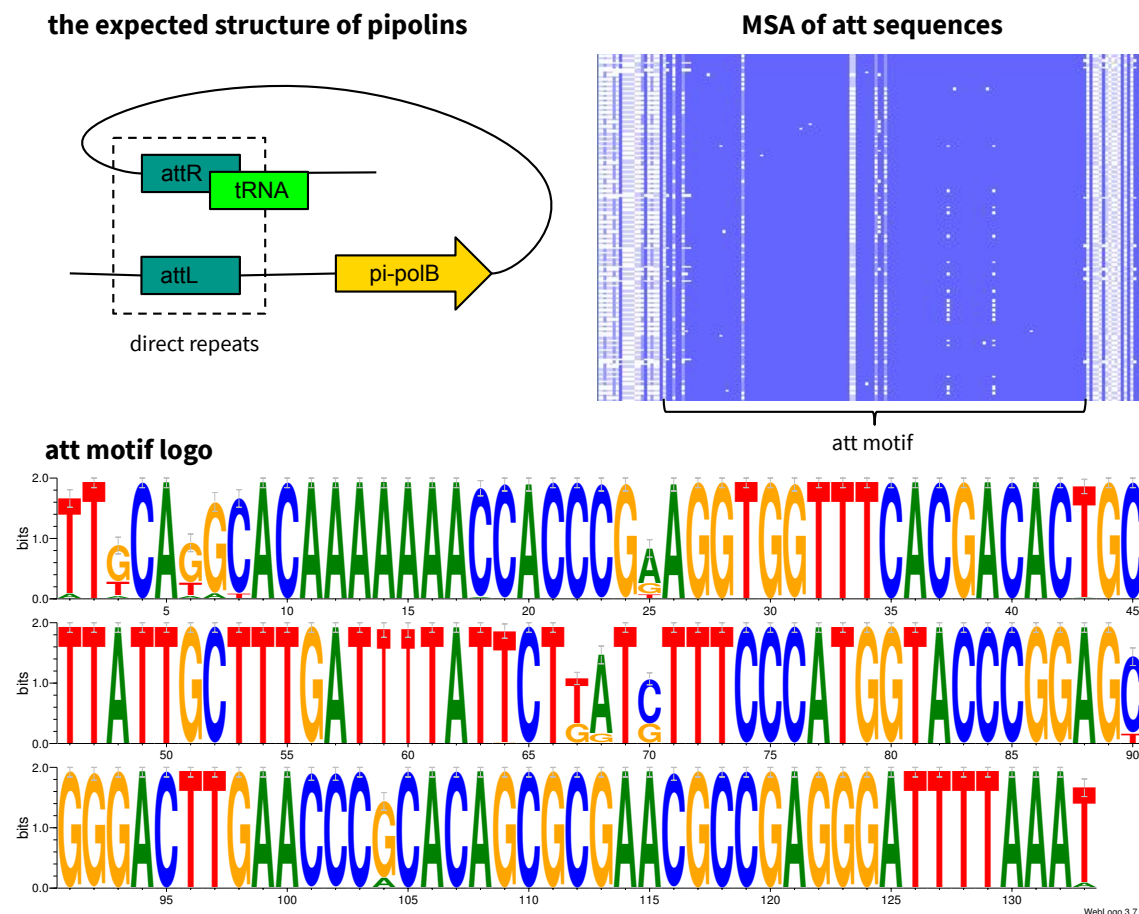 the expected structure of pipolins
MSA of att sequences
attR
tRNA
attL
pi-polB
direct repeats
att motif
att motif logo
2.0
1.0
0.0
bits
TTGCAGGCACAAAAAAACCACCCGAAGGTGGTTTCACGACACTGC
5 10 15 20 25 30 35 40 45
2.0
1.0
0.0
bits
TTATTGCTTTGATTTTATTCTTATCTTTCCCATGGTACCCGGAGC
50 55 60 65 70 75 80 85 90
2.0
1.0
0.0
bits
GGGACTTGAACCCGCACAGCGCGAACGCCGAGGGATTTTAAAT
95 100 105 110 115 120 125 130
WebLogo 3.7